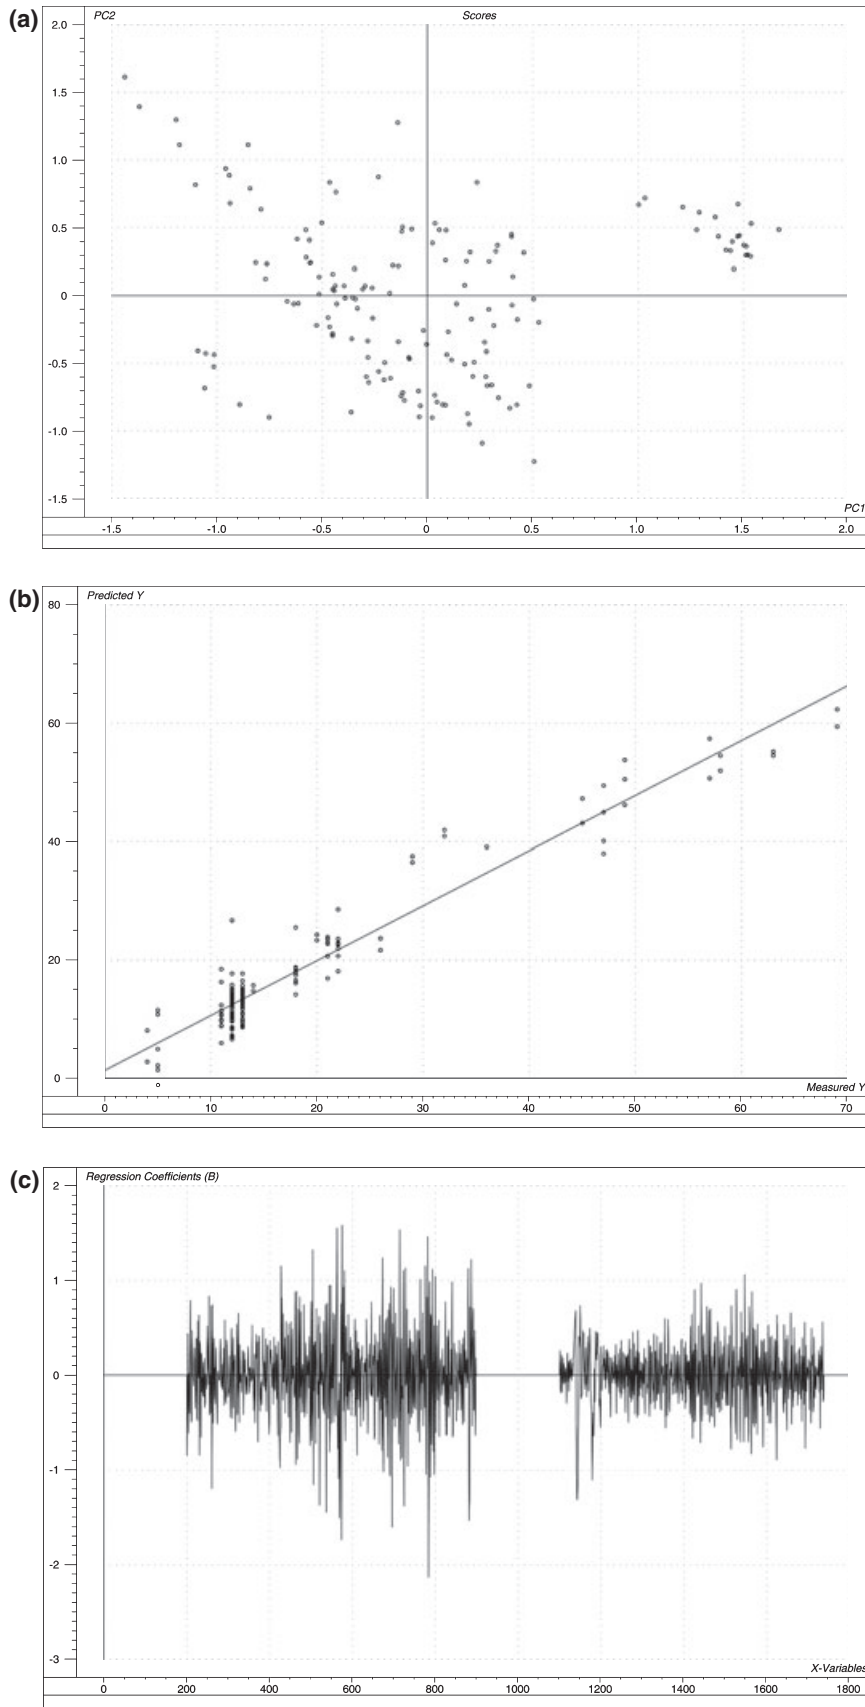 (a)
PC2
Scores
2.0
1.5
1.0
0.5
0
-0.5
-1.0
-1.5
PC1
-1.5 -1.0 -0.5 0 0.5 1.0 1.5 2.0
(b)
Predicted Y
80
60
40
20
0
Measured Y
0 10 20 30 40 50 60 70
(c)
Regression Coefficients (B)
2
1
0
-1
-2
-3
X-Variables
0 200 400 600 800 1000 1200 1400 1600 1800